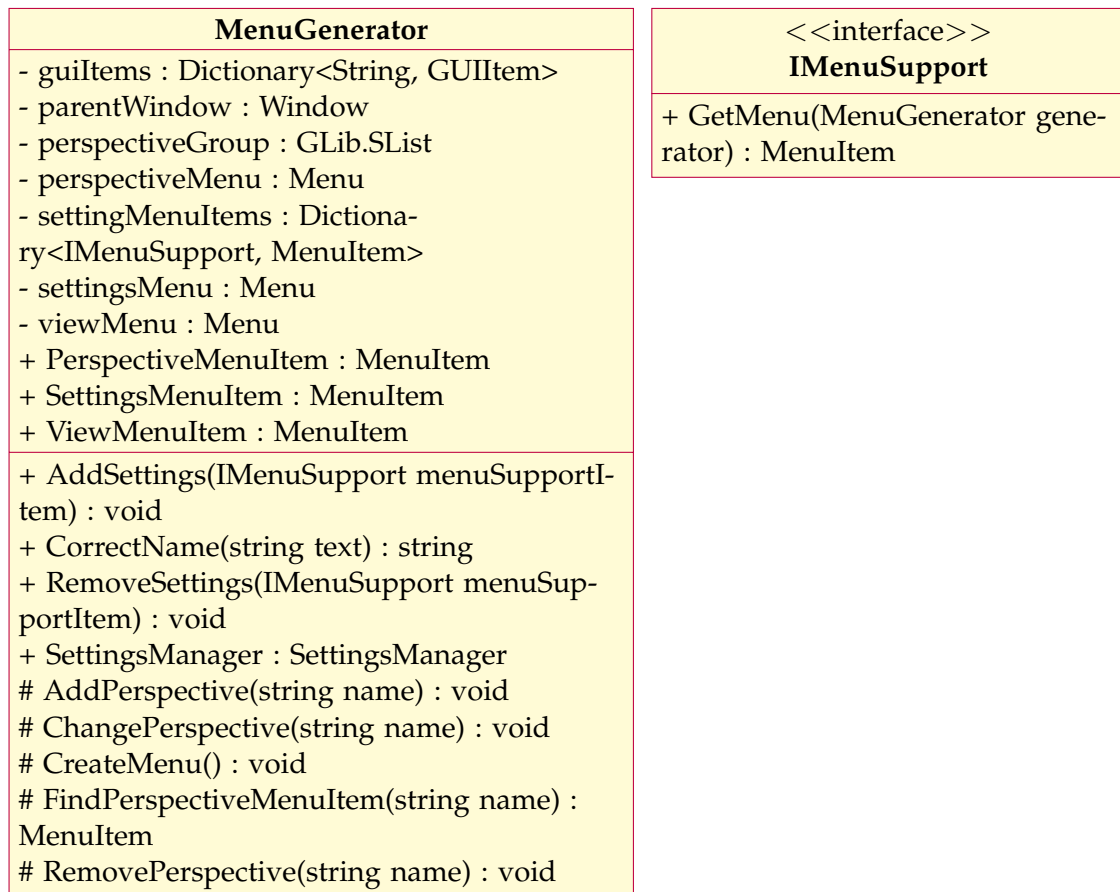 MenuGenerator
- guiItems : Dictionary<String, GUIItem>
- parentWindow : Window
- perspectiveGroup : GLib.SList
- perspectiveMenu : Menu
- settingMenuItems : Dictiona-
ry<IMenuSupport, MenuItem>
- settingsMenu : Menu
- viewMenu : Menu
+ PerspectiveMenuItem : MenuItem
+ SettingsMenuItem : MenuItem
+ ViewMenuItem : MenuItem
+ AddSettings(IMenuSupport menuSupportI-
tem) : void
+ CorrectName(string text) : string
+ RemoveSettings(IMenuSupport menuSup-
portItem) : void
+ SettingsManager : SettingsManager
# AddPerspective(string name) : void
# ChangePerspective(string name) : void
# CreateMenu() : void
# FindPerspectiveMenuItem(string name) :
MenuItem
# RemovePerspective(string name) : void
<<interface>>
IMenuSupport
+ GetMenu(MenuGenerator gene-
rator) : MenuItem